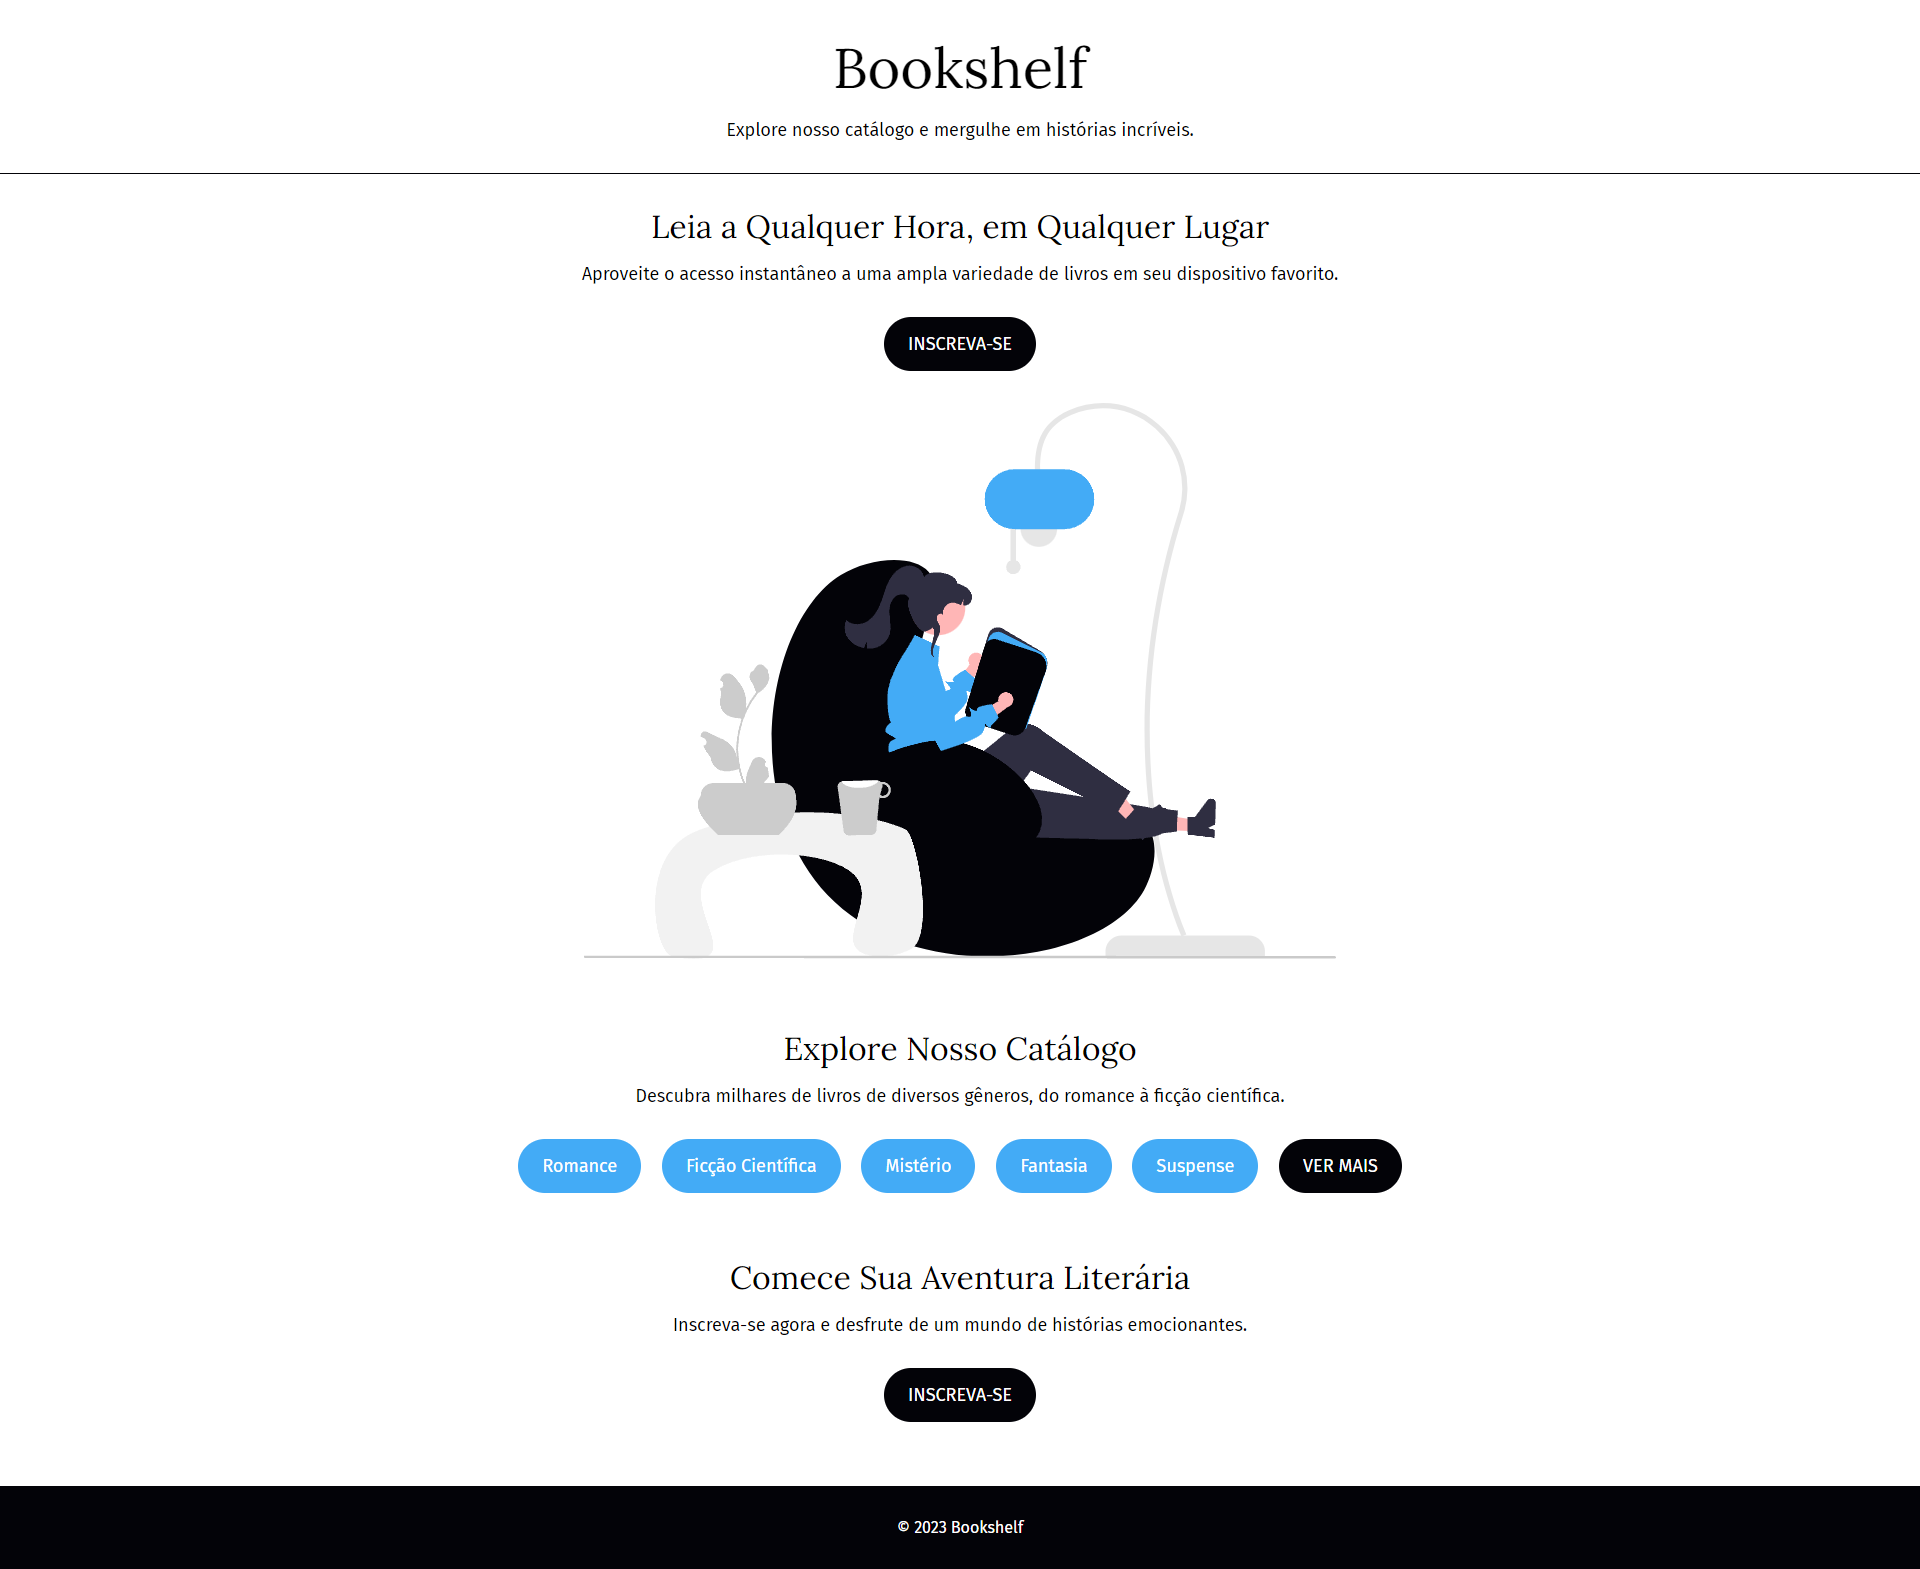 Bookshelf
Explore nosso catálogo e mergulhe em histórias incríveis.
Leia a Qualquer Hora, em Qualquer Lugar
Aproveite o acesso instantâneo a uma ampla variedade de livros em seu dispositivo favorito.
INSCREVA-SE
Explore Nosso Catálogo
Descubra milhares de livros de diversos gêneros, do romance à ficção científica.
Romance Ficção Científica Mistério Fantasia Suspense VER MAIS
Comece Sua Aventura Literária
Inscreva-se agora e desfrute de um mundo de histórias emocionantes.
INSCREVA-SE
© 2023 Bookshelf